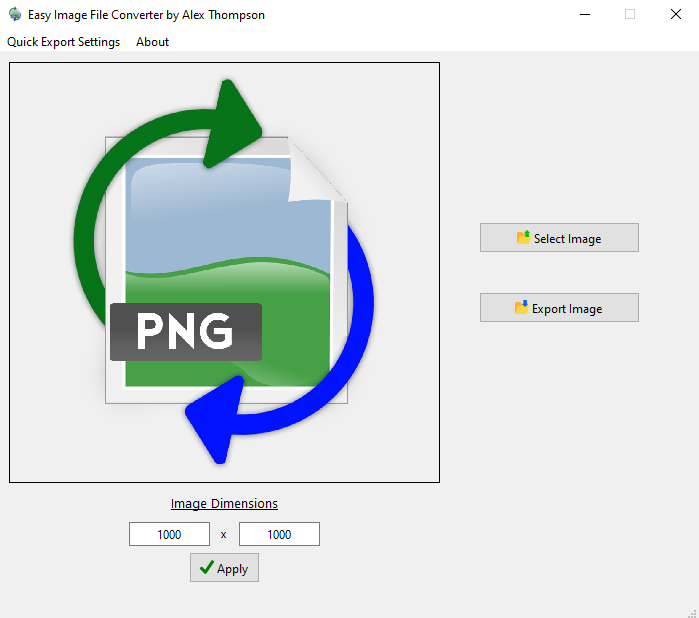 Easy Image File Converter by Alex Thompson
Quick Export Settings About
PNG
Select Image
Export Image
Image Dimensions
1000 x 1000
Apply